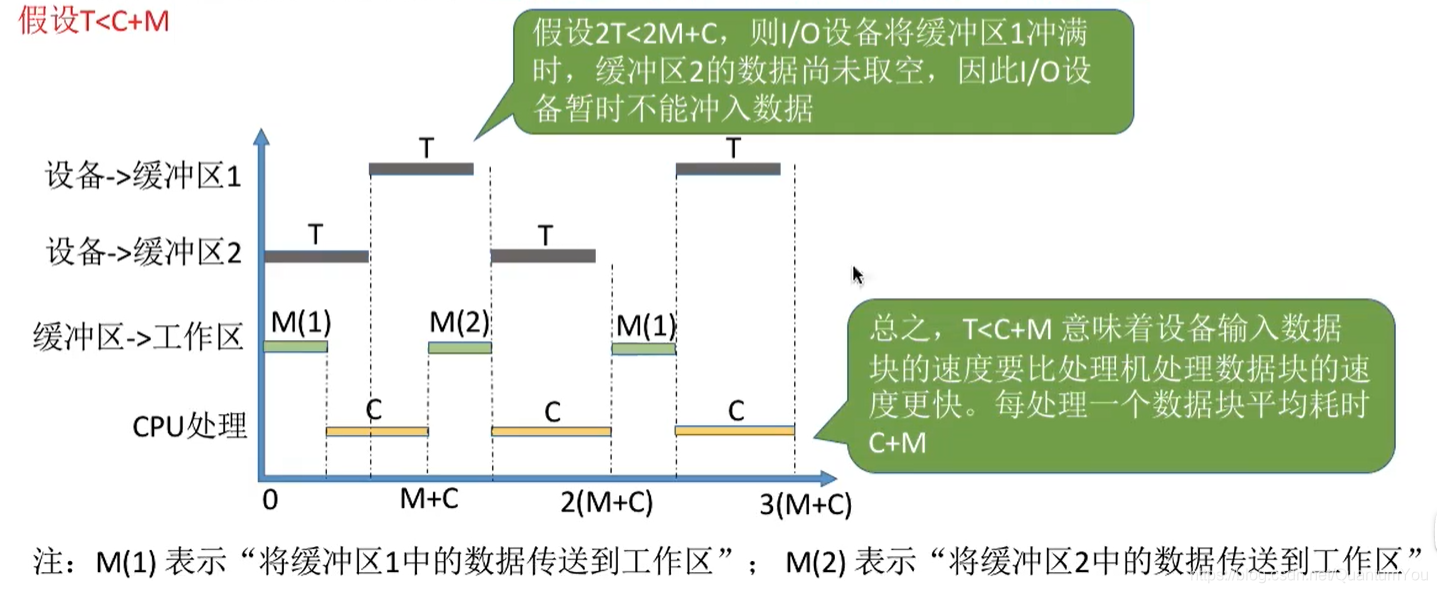 假设T<C+M
假设2T<2M+C，则I/O设备将缓冲区1冲满
时，缓冲区2的数据尚未取空，因此I/O设
备暂时不能冲入数据
设备->缓冲区1
T
T
设备->缓冲区2
T
T
缓冲区->工作区
M(1)
M(2)
M(1)
CPU处理
C
C
C
总之，T<C+M 意味着设备输入数据
块的速度要比处理机处理数据块的速
度更快。每处理一个数据块平均耗时
C+M
0
M+C
2(M+C)
3(M+C)
注：M(1) 表示“将缓冲区1中的数据传送到工作区”； M(2) 表示“将缓冲区2中的数据传送到工作区”
https://blog.csdn.net/QuantumYou